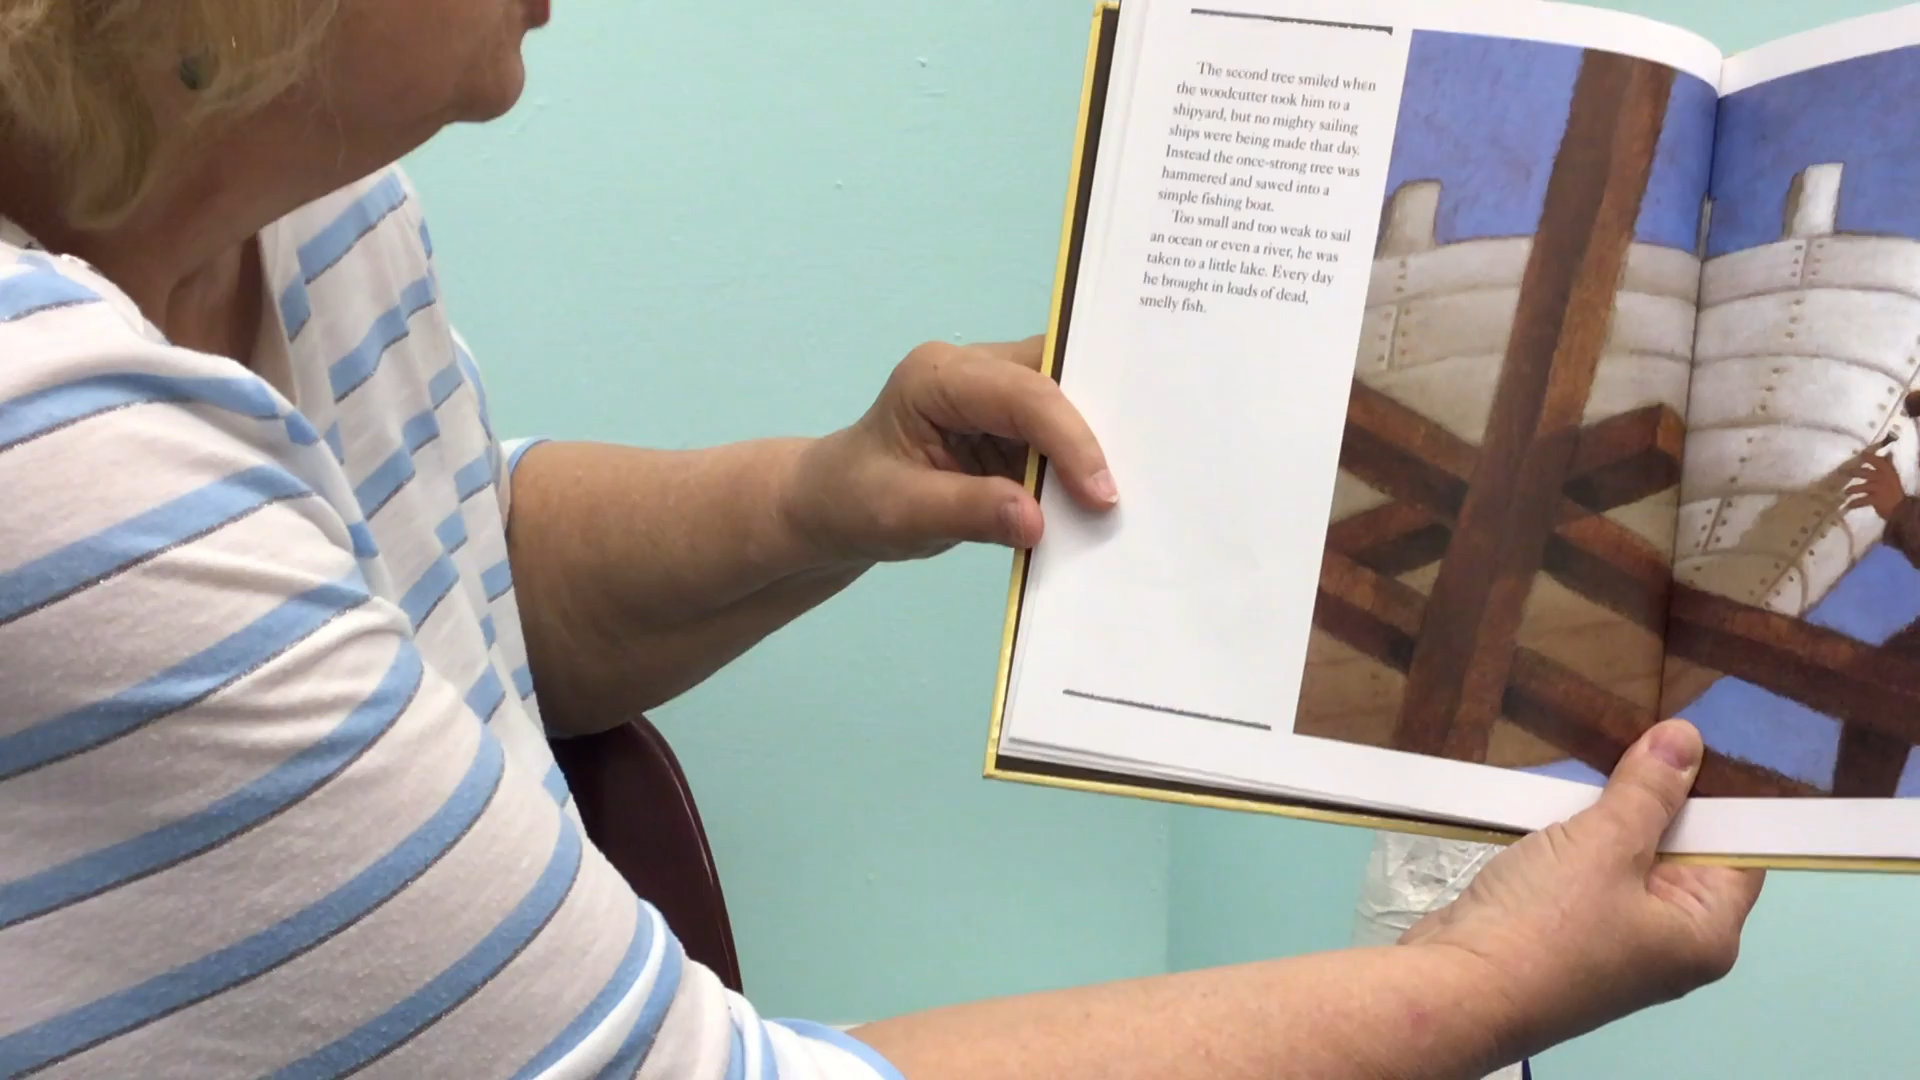 The second tree smiled when
the woodcutter took him to a
shipyard, but no mighty sailing
ships were being made that day.
Instead the once-strong tree was
hammered and sawed into a
simple fishing boat.
Too small and too weak to sail
an ocean or even a river, he was
taken to a little lake. Every day
he brought in loads of dead,
smelly fish.